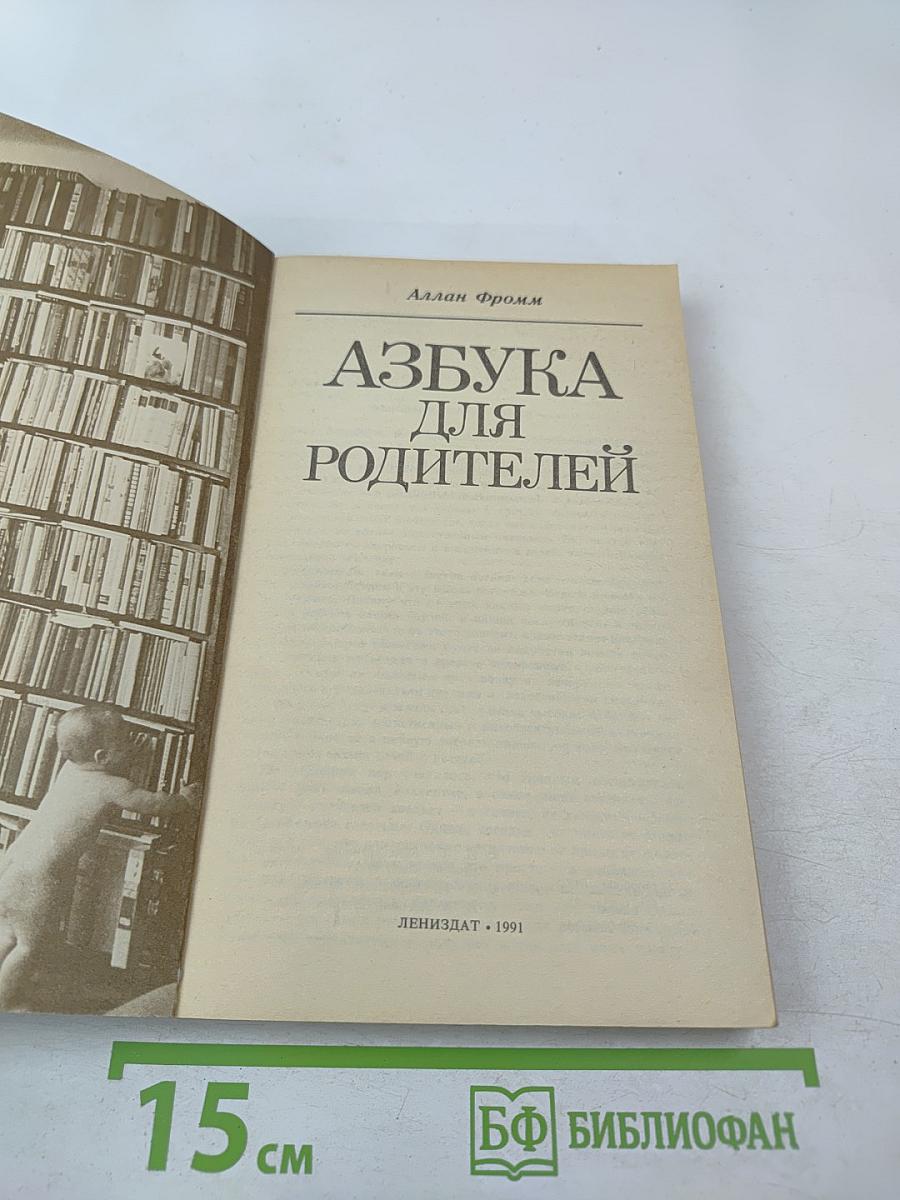 Аллан Фромм
АЗБУКА
ДЛЯ
РОДИТЕЛЕЙ
ЛЕНИЗДАТ • 1991
15 см
БФ БИБЛИОФАН